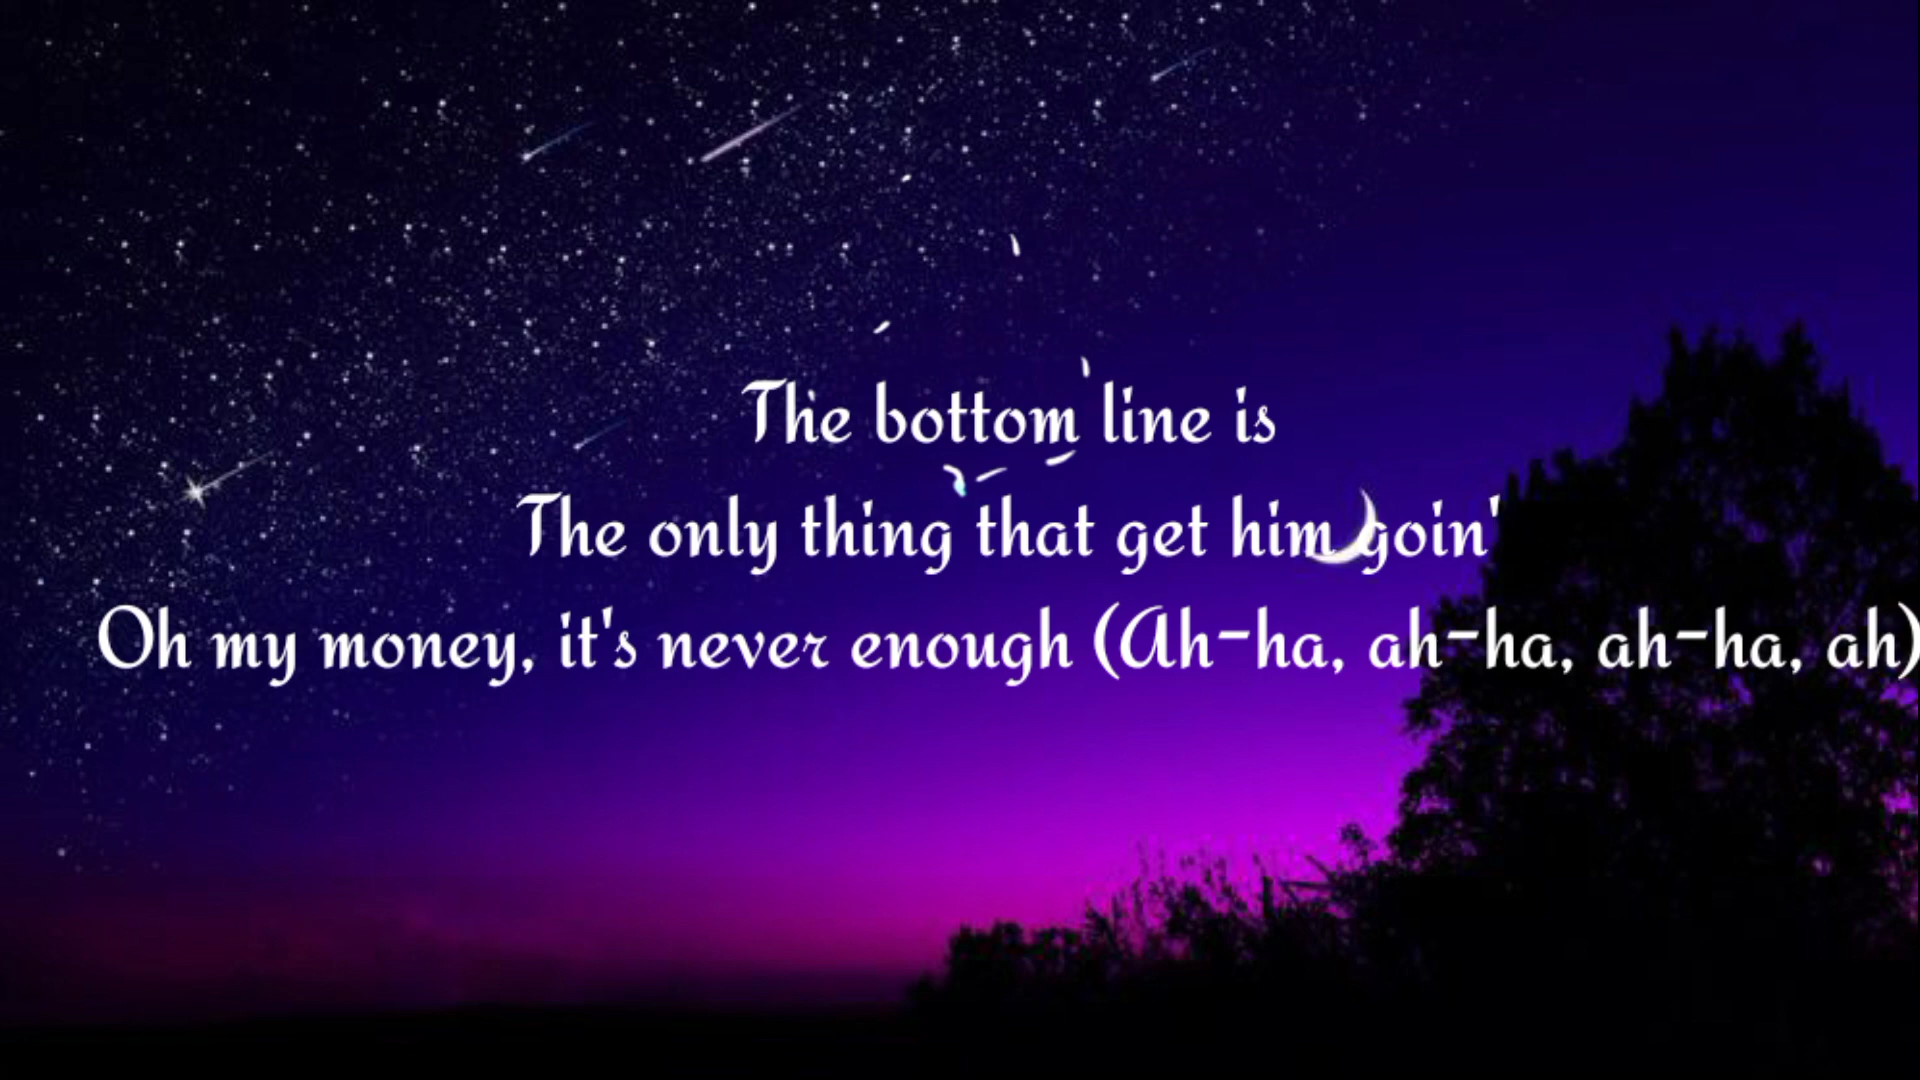 The bottom line is
The only thing that get him goin'
Oh my money, it's never enough (Ah-ha, ah-ha, ah-ha, ah)